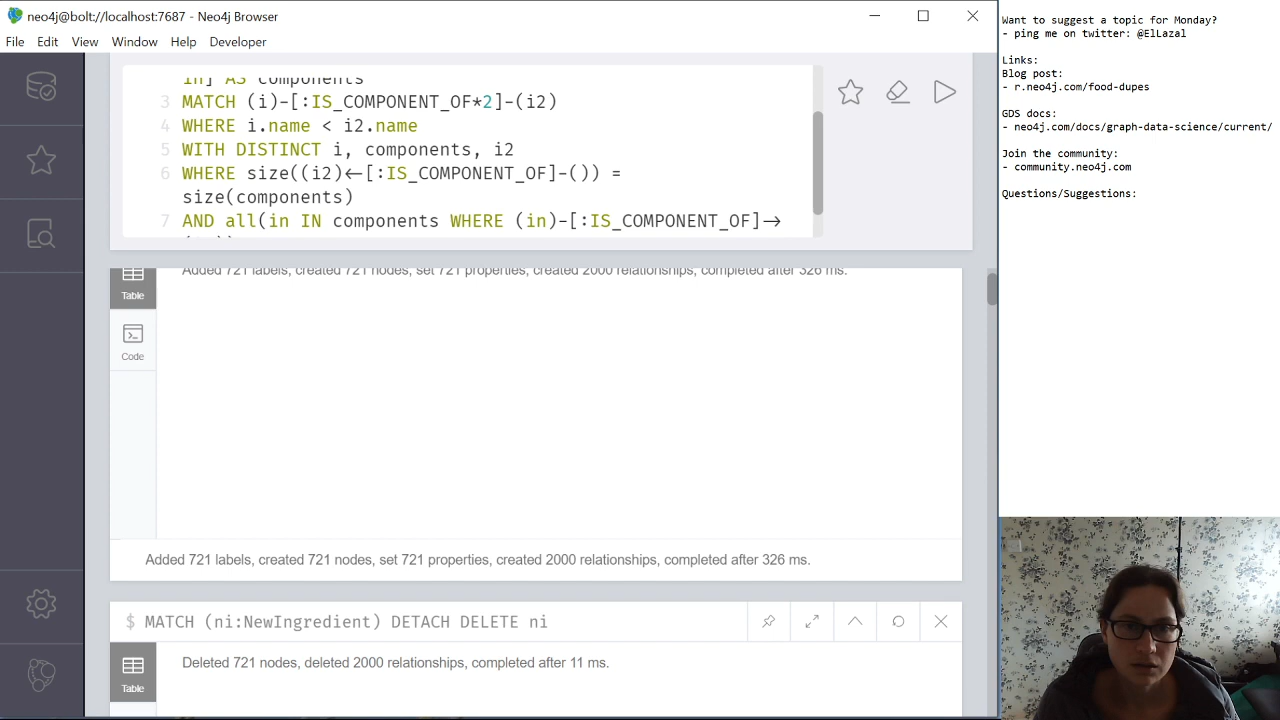 neo4j@bolt://localhost:7687 - Neo4j Browser
File Edit View Window Help Developer
in] AS components
3 MATCH (i)-[:IS_COMPONENT_OF*2]-(i2)
4 WHERE i.name < i2.name
5 WITH DISTINCT i, components, i2
6 WHERE size((i2)<-[:IS_COMPONENT_OF]-()) =
size(components)
7 AND all(in IN components WHERE (in)-[:IS_COMPONENT_OF]->
Added 721 labels, created 721 nodes, set 721 properties, created 2000 relationships, completed after 326 ms.
Table
Code
Added 721 labels, created 721 nodes, set 721 properties, created 2000 relationships, completed after 326 ms.
$ MATCH (ni:NewIngredient) DETACH DELETE ni
Deleted 721 nodes, deleted 2000 relationships, completed after 11 ms.
Table
Want to suggest a topic for Monday?
- ping me on twitter: @ElLazal
Links:
Blog post:
- r.neo4j.com/food-dupes
GDS docs:
- neo4j.com/docs/graph-data-science/current/
Join the community:
- community.neo4j.com
Questions/Suggestions: